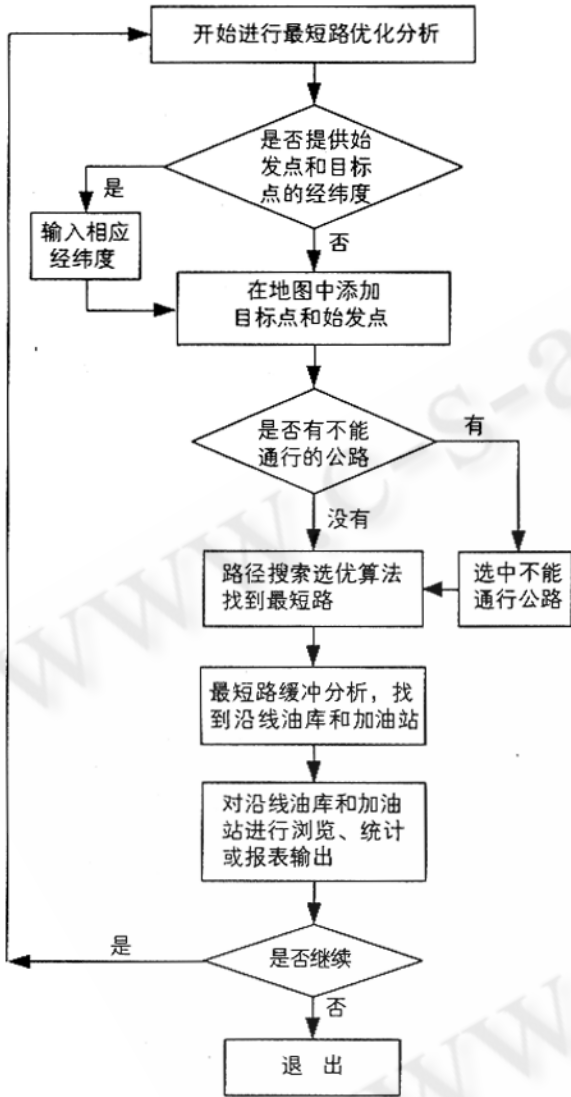 开始进行最短路优化分析
是否提供始
发点和目标
点的经纬度
是
输入相应
经纬度
否
在地图中添加
目标点和始发点
是否有不能
通行的公路
有
没有
路径搜索选优算法
找到最短路
选中不能
通行公路
最短路缓冲分析，找
到沿线油库和加油站
对沿线油库和加油
站进行浏览、统计
或报表输出
是
是否继续
否
退 出
www.c-s-a